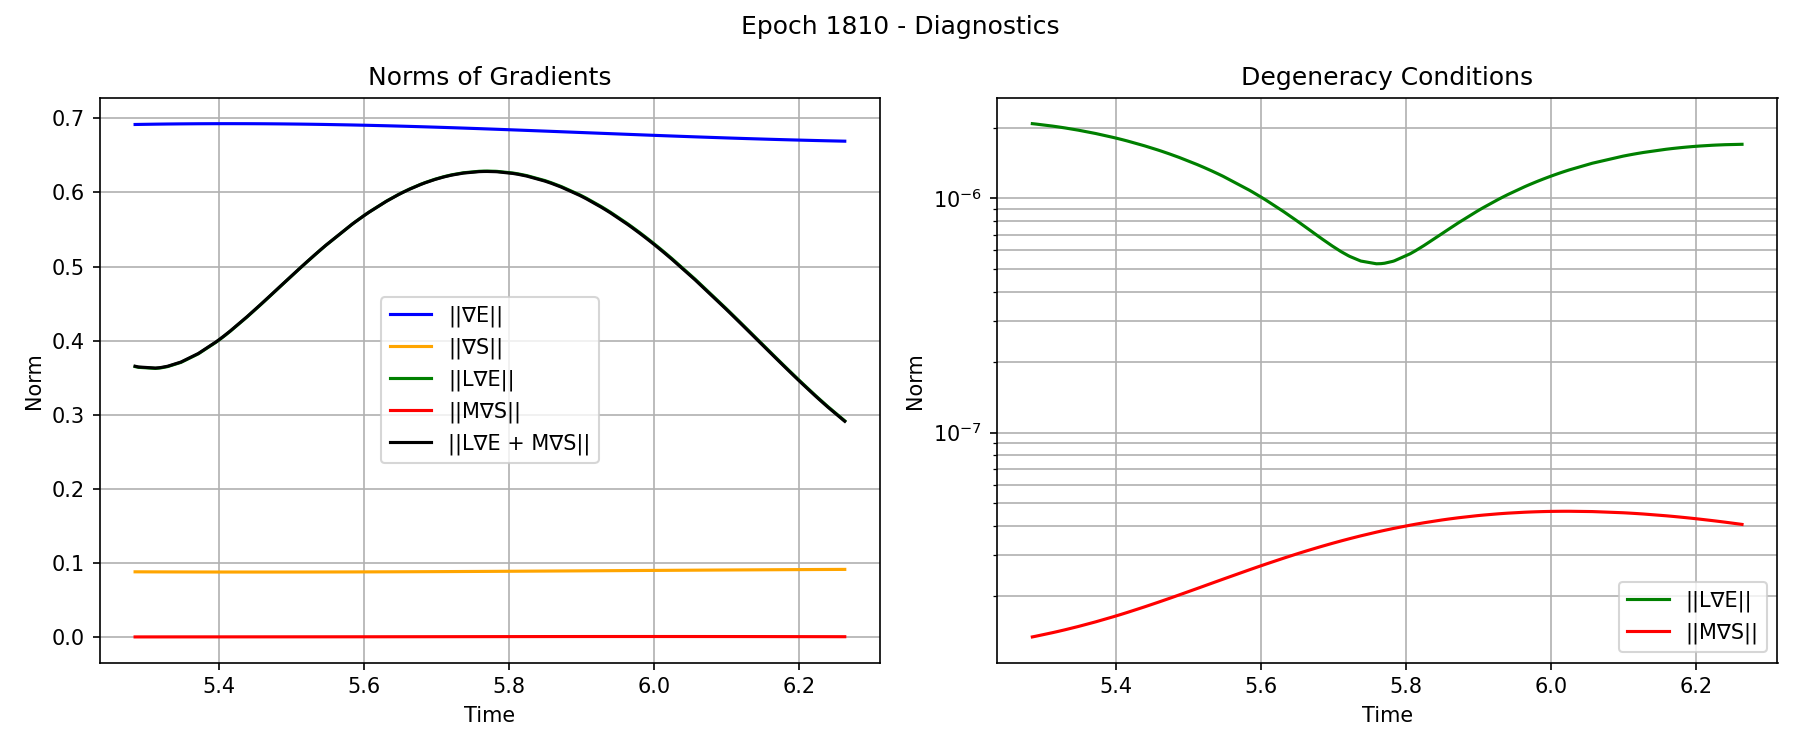 Epoch 1810 - Diagnostics
Norms of Gradients
Norm
0.7
0.6
0.5
0.4
0.3
0.2
0.1
0.0
||∇E||
||∇S||
||L∇E||
||M∇S||
||L∇E + M∇S||
5.4 5.6 5.8 6.0 6.2
Time
Degeneracy Conditions
Norm
10⁻⁶
10⁻⁷
||L∇E||
||M∇S||
5.4 5.6 5.8 6.0 6.2
Time